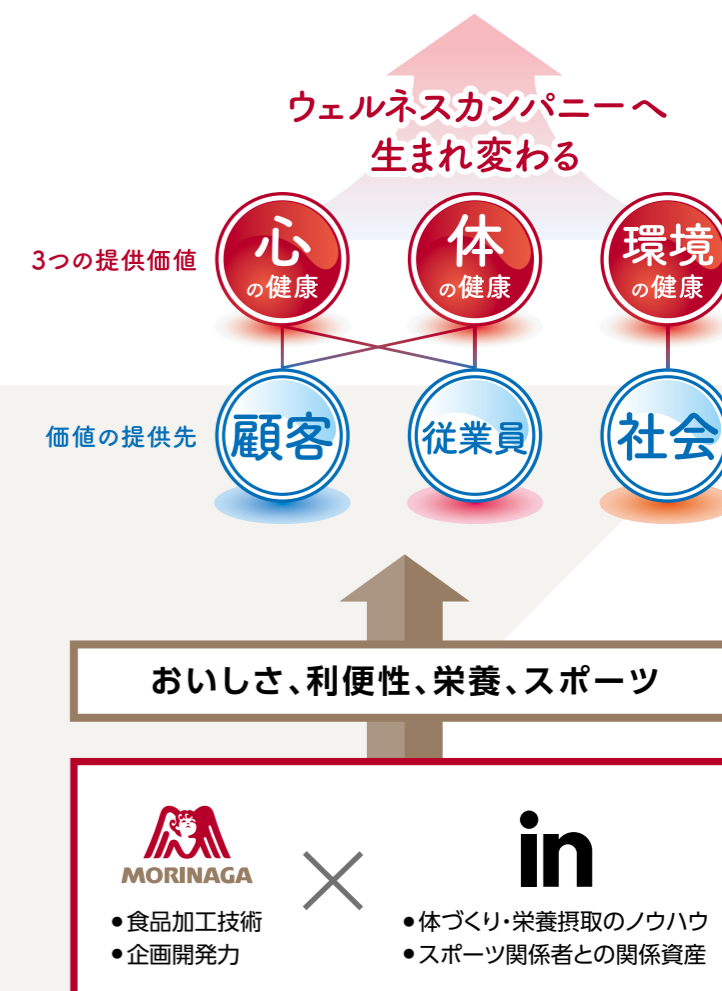 ウェルネスカンパニーへ
生まれ変わる
3つの提供価値
心
の健康
体
の健康
環境
の健康
価値の提供先
顧客
従業員
社会
おいしさ、利便性、栄養、スポーツ
MORINAGA
in
●食品加工技術
●企画開発力
●体づくり・栄養摂取のノウハウ
●スポーツ関係者との関係資産